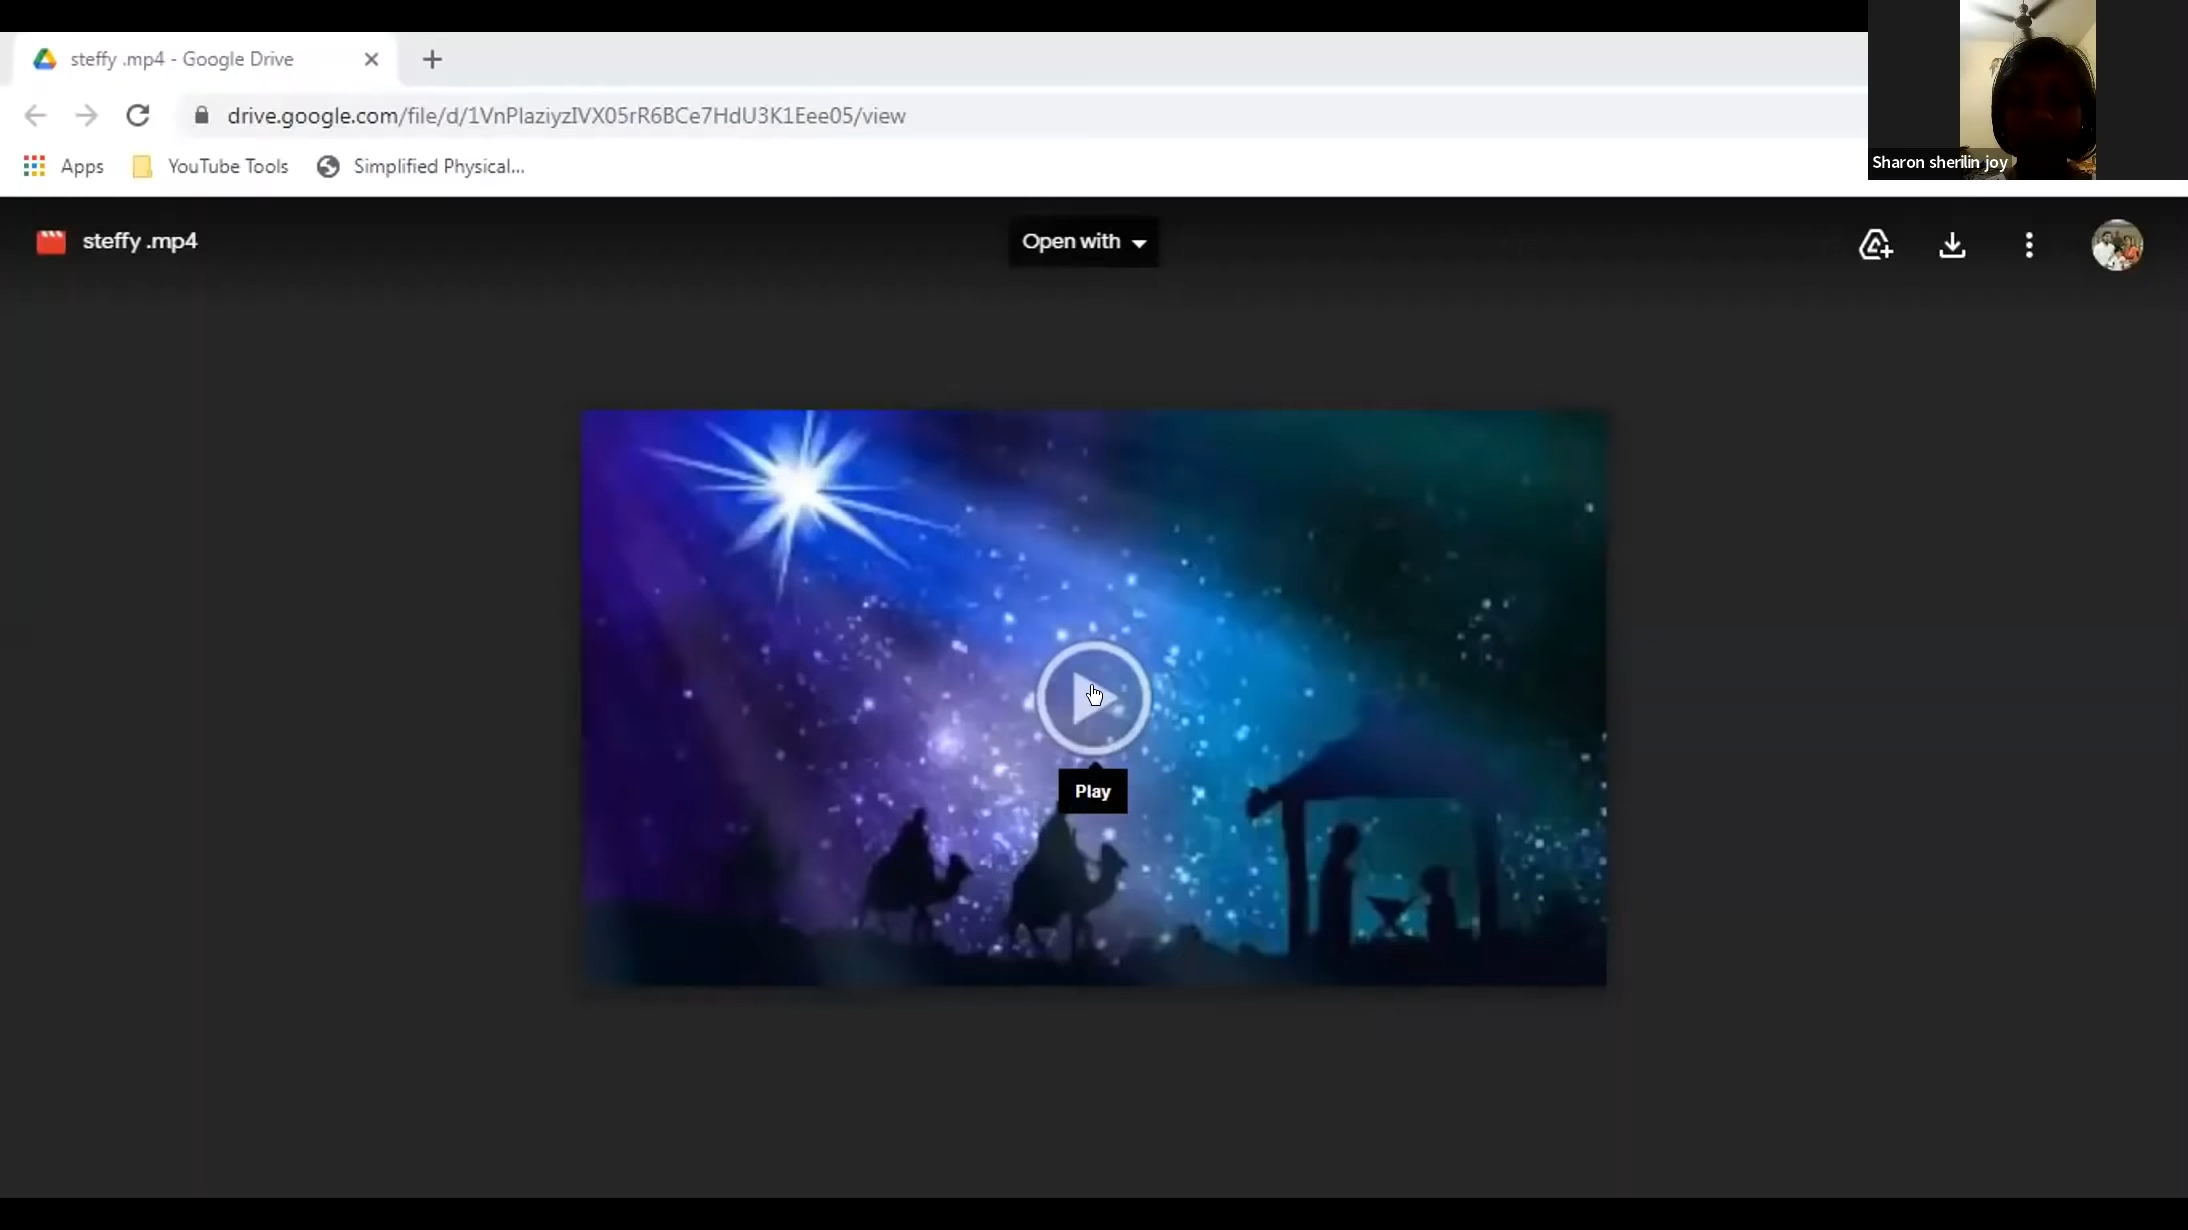 steffy .mp4 - Google Drive
drive.google.com/file/d/1VnPlaziyzIVX05rR6BCe7HdU3K1Eee05/view
Apps YouTube Tools Simplified Physical...
Sharon sherilin joy
steffy .mp4 Open with
Play